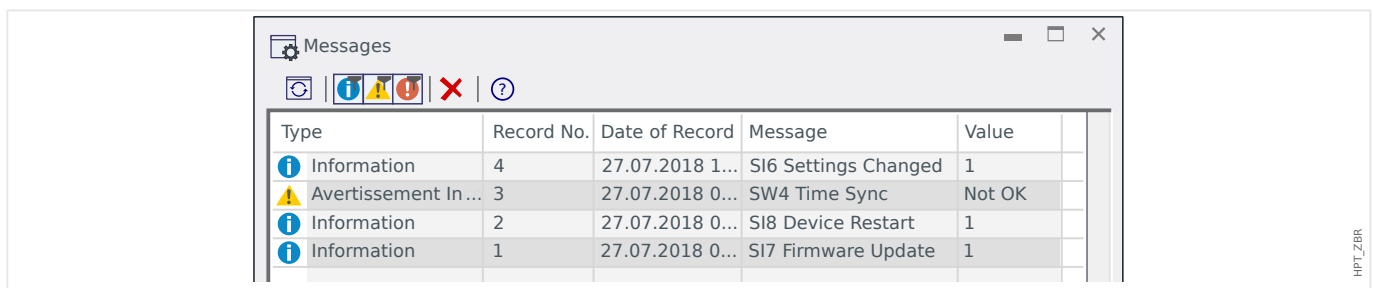 Messages
Type Record No. Date of Record Message Value
Information 4 27.07.2018 1... SI6 Settings Changed 1
Avertissement In... 3 27.07.2018 0... SW4 Time Sync Not OK
Information 2 27.07.2018 0... SI8 Device Restart 1
Information 1 27.07.2018 0... SI7 Firmware Update 1
HPT_ZBR